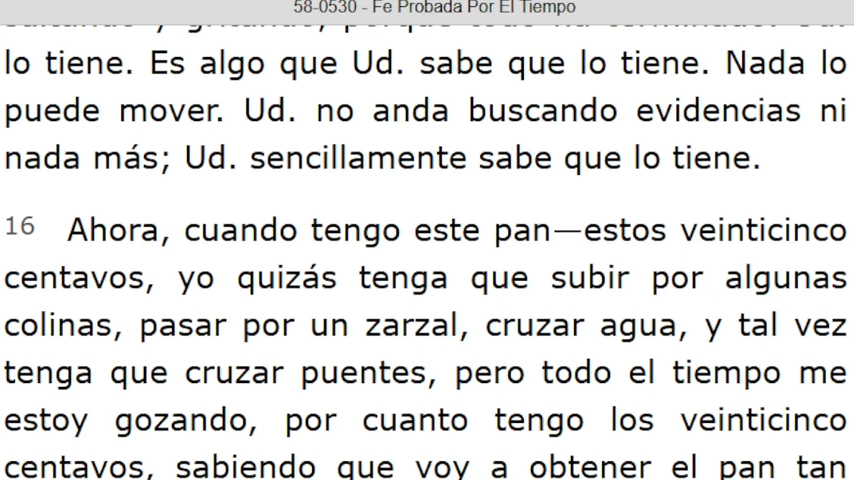 58-0530 - Fe Probada Por El Tiempo
lo tiene. Es algo que Ud. sabe que lo tiene. Nada lo
puede mover. Ud. no anda buscando evidencias ni
nada más; Ud. sencillamente sabe que lo tiene.
16 Ahora, cuando tengo este pan—estos veinticinco
centavos, yo quizás tenga que subir por algunas
colinas, pasar por un zarzal, cruzar agua, y tal vez
tenga que cruzar puentes, pero todo el tiempo me
estoy gozando, por cuanto tengo los veinticinco
centavos, sabiendo que voy a obtener el pan tan